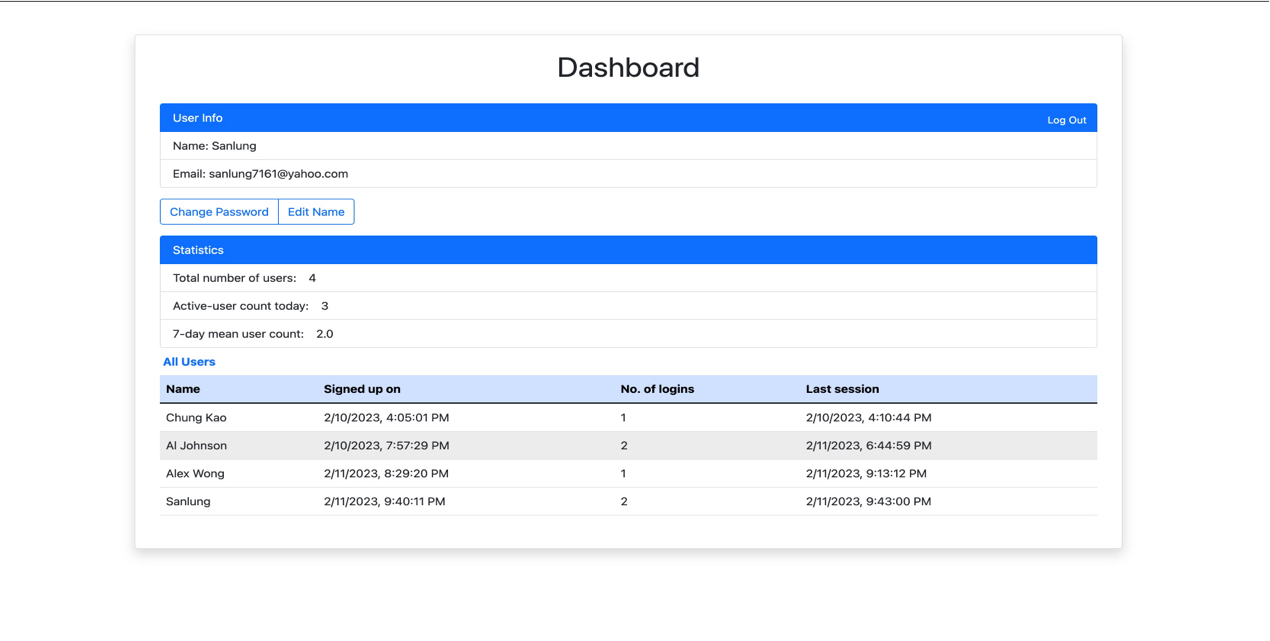 Dashboard
User Info Log Out
Name: Sanlung
Email: sanlung7161@yahoo.com
Change Password Edit Name
Statistics
Total number of users: 4
Active-user count today: 3
7-day mean user count: 2.0
All Users
Name Signed up on No. of logins Last session
Chung Kao 2/10/2023, 4:05:01 PM 1 2/10/2023, 4:10:44 PM
Al Johnson 2/10/2023, 7:57:29 PM 2 2/11/2023, 6:44:59 PM
Alex Wong 2/11/2023, 8:29:20 PM 1 2/11/2023, 9:13:12 PM
Sanlung 2/11/2023, 9:40:11 PM 2 2/11/2023, 9:43:00 PM